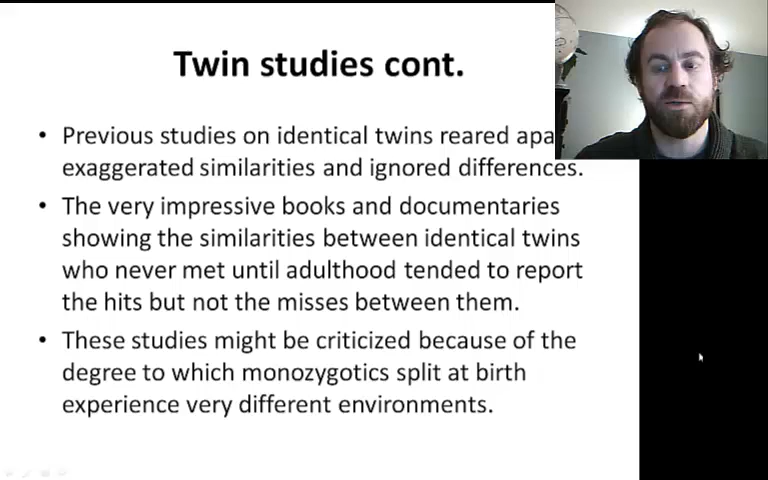 Twin studies cont.
• Previous studies on identical twins reared apa
exaggerated similarities and ignored differences.
• The very impressive books and documentaries
showing the similarities between identical twins
who never met until adulthood tended to report
the hits but not the misses between them.
• These studies might be criticized because of the
degree to which monozygotics split at birth
experience very different environments.